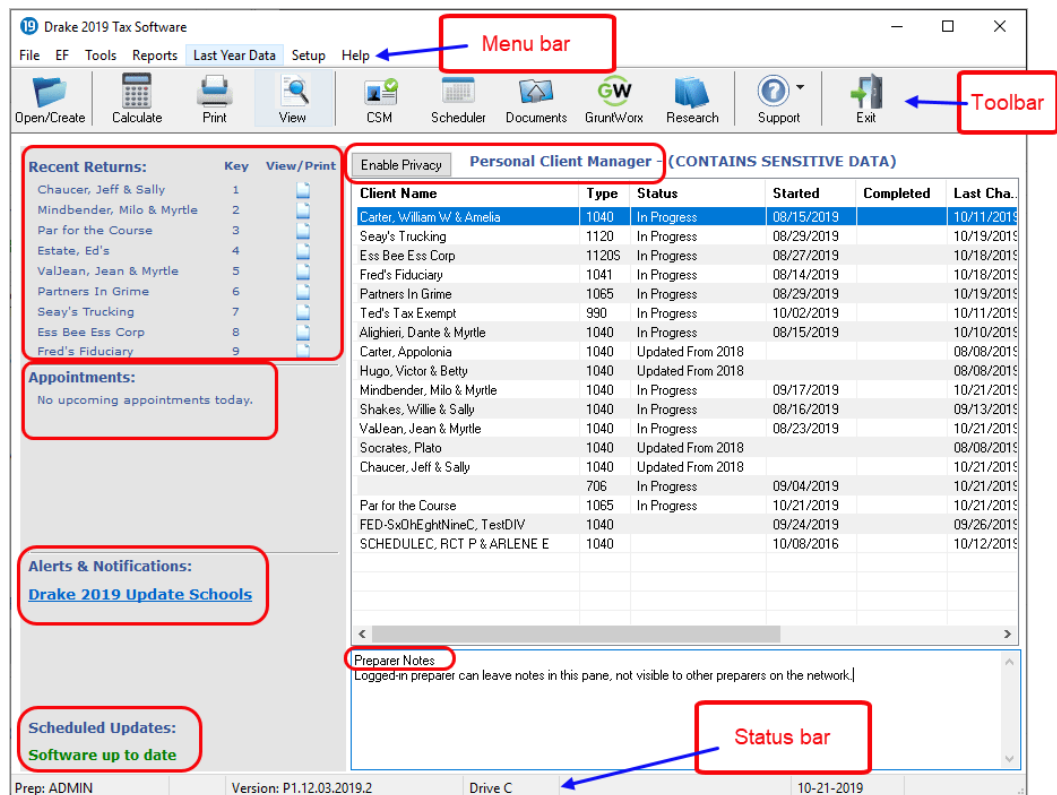 19 Drake 2019 Tax Software
File EF Tools Reports Last Year Data Setup Help
Menu bar
Open/Create Calculate Print View CSM Scheduler Documents GW GruntWorx Research ? Support Exit
Toolbar
Recent Returns: Key View/Print
Chaucer, Jeff & Sally 1
Mindbender, Milo & Myrtle 2
Par for the Course 3
Estate, Ed's 4
ValJean, Jean & Myrtle 5
Partners In Grime 6
Seay's Trucking 7
Ess Bee Ess Corp 8
Fred's Fiduciary 9
Appointments:
No upcoming appointments today.
Alerts & Notifications:
Drake 2019 Update Schools
Scheduled Updates:
Software up to date
Enable Privacy Personal Client Manager - (CONTAINS SENSITIVE DATA)
Client Name Type Status Started Completed Last Cha..
Carter, William W & Amelia 1040 In Progress 08/15/2019 10/11/2019
Seay's Trucking 1120 In Progress 08/29/2019 10/19/2019
Ess Bee Ess Corp 1120S In Progress 08/27/2019 10/18/2019
Fred's Fiduciary 1041 In Progress 08/14/2019 10/18/2019
Partners In Grime 1065 In Progress 08/29/2019 10/19/2019
Ted's Tax Exempt 990 In Progress 10/02/2019 10/11/2019
Alighieri, Dante & Myrtle 1040 In Progress 08/15/2019 10/10/2019
Carter, Appolonia 1040 Updated From 2018 08/08/2019
Hugo, Victor & Betty 1040 Updated From 2018 08/08/2019
Mindbender, Milo & Myrtle 1040 In Progress 09/17/2019 10/21/2019
Shakes, Willie & Sally 1040 In Progress 08/16/2019 09/13/2019
ValJean, Jean & Myrtle 1040 In Progress 08/23/2019 10/21/2019
Socrates, Plato 1040 Updated From 2018 08/08/2019
Chaucer, Jeff & Sally 1040 Updated From 2018 10/21/2019
706 In Progress 09/04/2019 10/21/2019
Par for the Course 1065 In Progress 10/21/2019 10/21/2019
FED-SxOhEghtNineC, TestDIV 1040 09/24/2019 09/26/2019
SCHEDULEC, RCT P & ARLENE E 1040 10/08/2016 10/12/2019
Preparer Notes
Logged-in preparer can leave notes in this pane, not visible to other preparers on the network.
Status bar
Prep: ADMIN Version: P1.12.03.2019.2 Drive C 10-21-2019